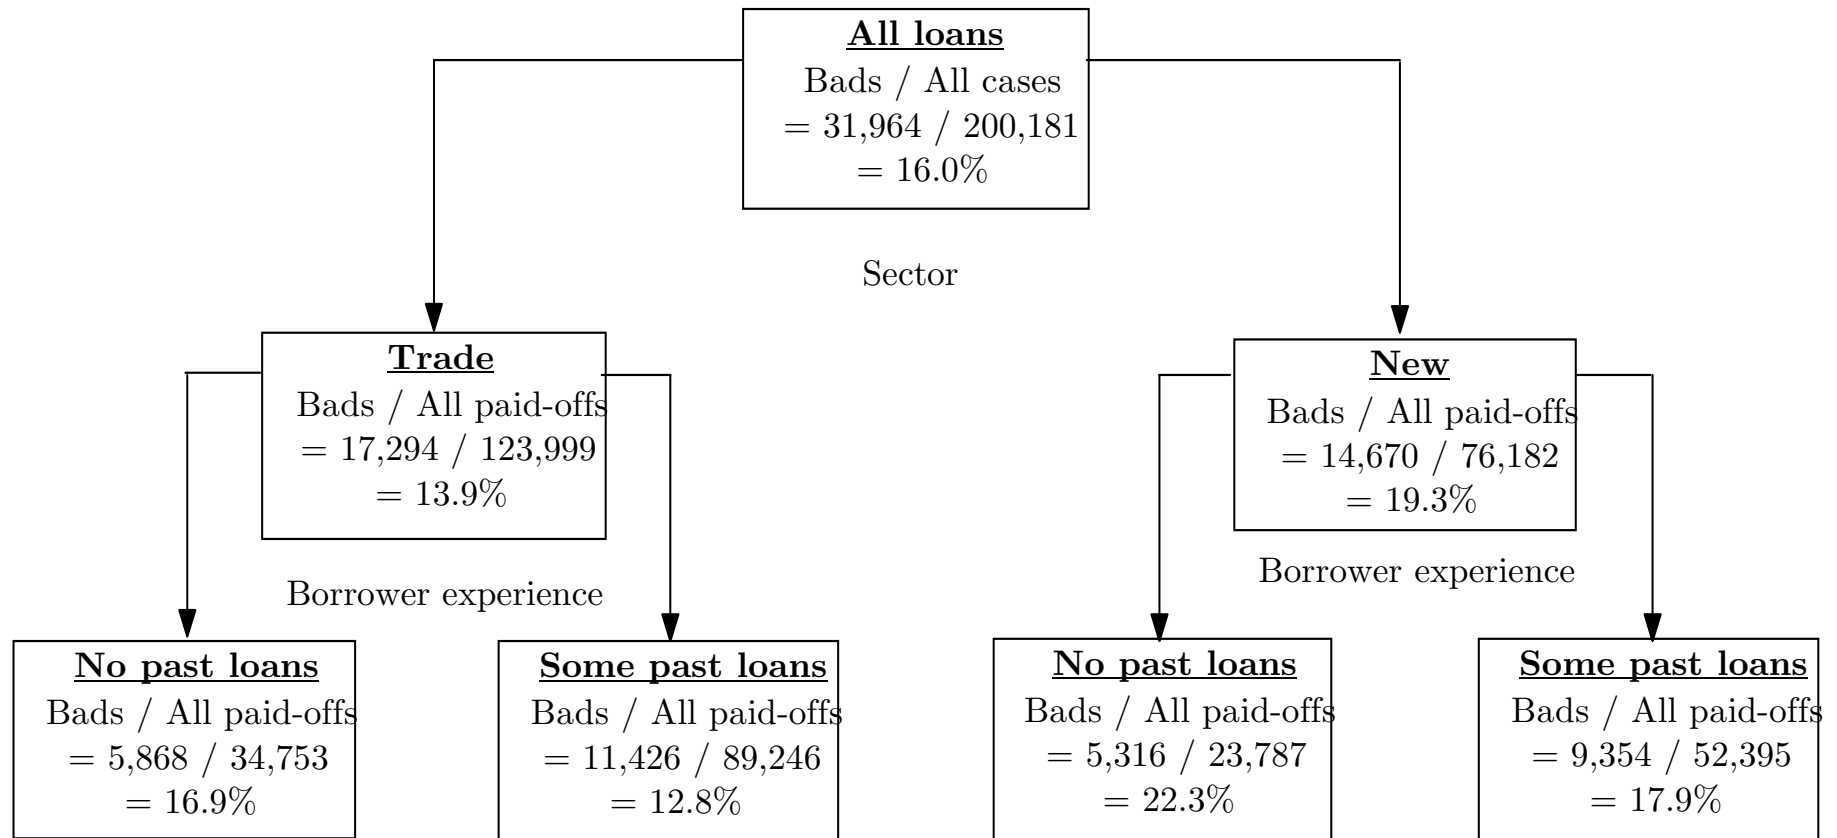 All loans
Bads / All cases
= 31,964 / 200,181
= 16.0%
Sector
Trade
Bads / All paid-offs
= 17,294 / 123,999
= 13.9%
New
Bads / All paid-offs
= 14,670 / 76,182
= 19.3%
Borrower experience
Borrower experience
No past loans
Bads / All paid-offs
= 5,868 / 34,753
= 16.9%
Some past loans
Bads / All paid-offs
= 11,426 / 89,246
= 12.8%
No past loans
Bads / All paid-offs
= 5,316 / 23,787
= 22.3%
Some past loans
Bads / All paid-offs
= 9,354 / 52,395
= 17.9%